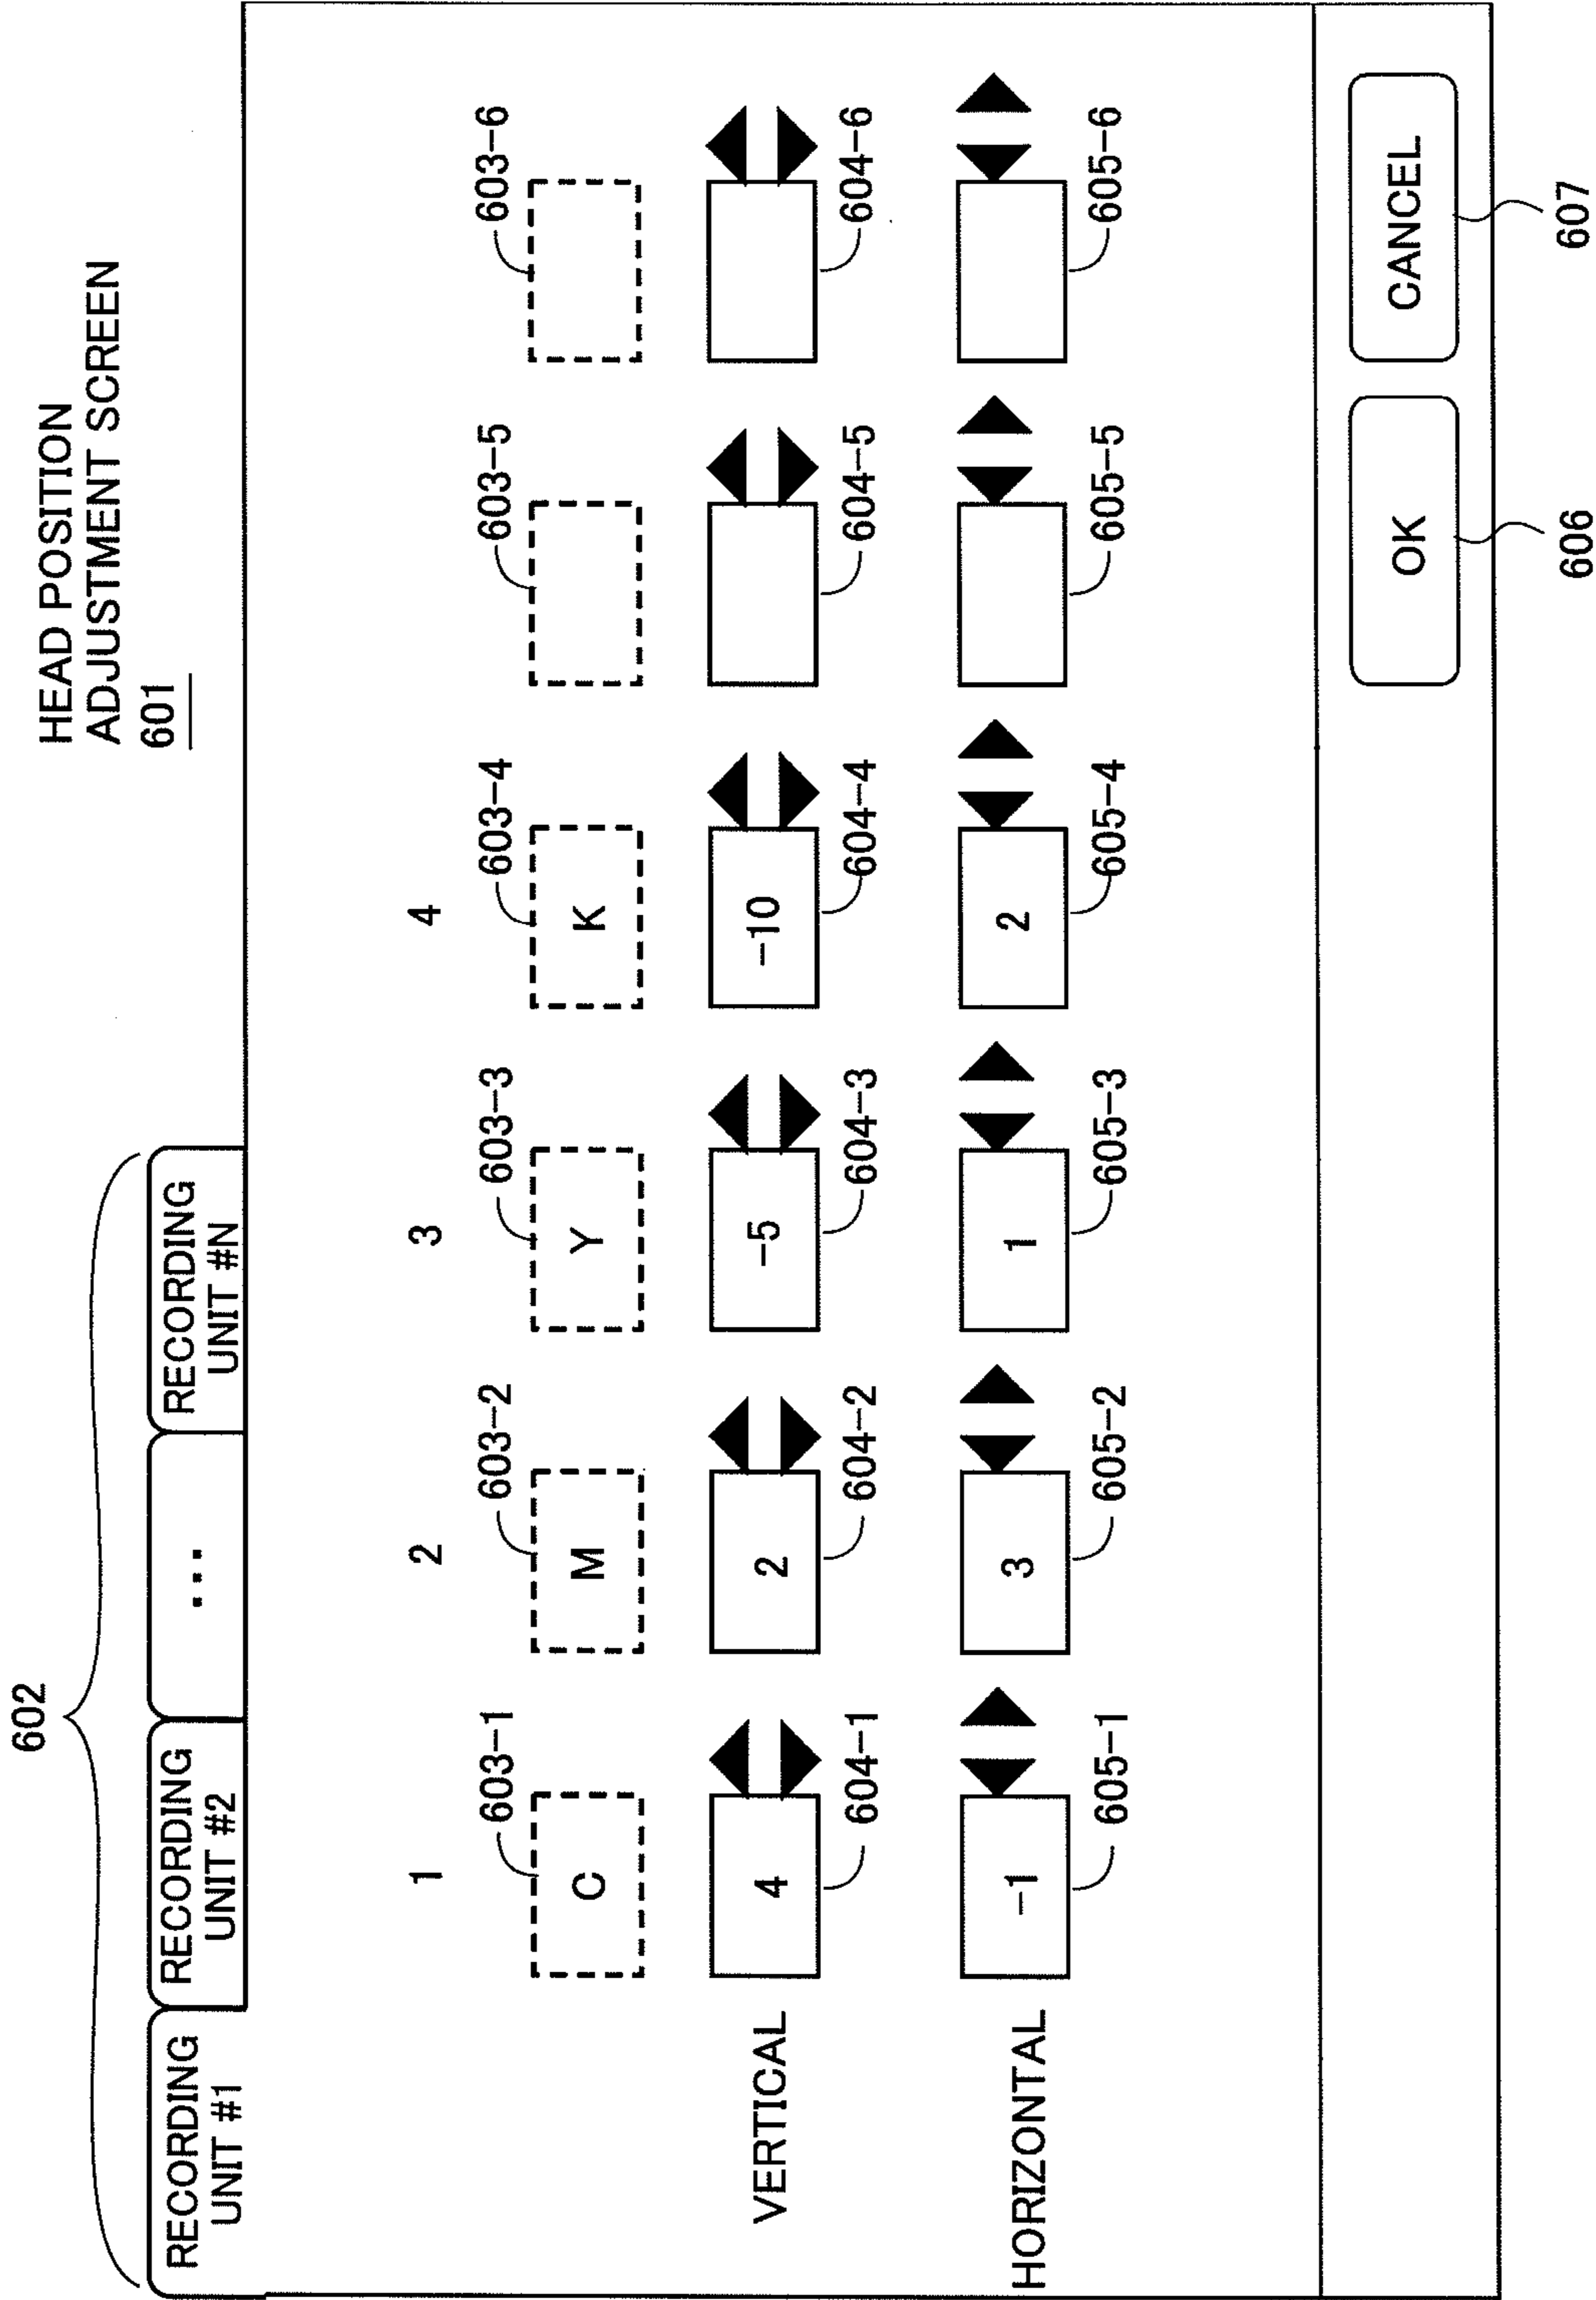 HEAD POSITION
ADJUSTMENT SCREEN
601
602
RECORDING
UNIT #1
RECORDING
UNIT #2
...
RECORDING
UNIT #N
1 2 3 4
603-1 603-2 603-3 603-4 603-5 603-6
C M Y K
VERTICAL 4 2 -5 -10
604-1 604-2 604-3 604-4 604-5 604-6
HORIZONTAL -1 3 1 2
605-1 605-2 605-3 605-4 605-5 605-6
OK CANCEL
606 607